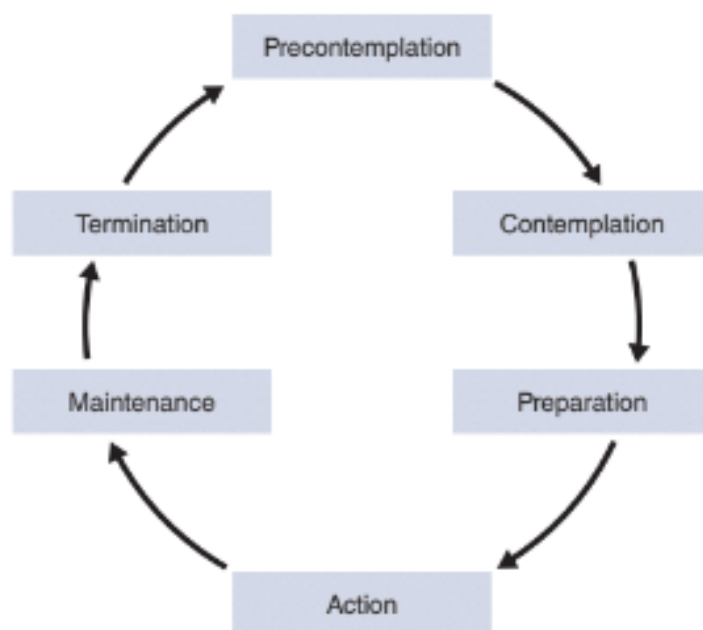 Precontemplation
Contemplation
Preparation
Action
Maintenance
Termination